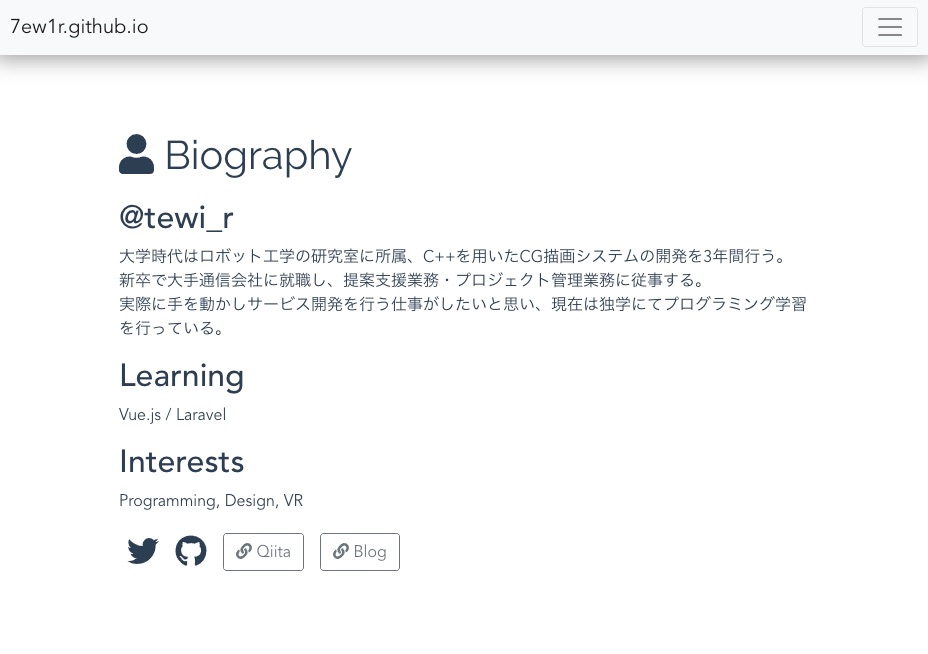 7ew1r.github.io
Biography
@tewi_r
大学時代はロボット工学の研究室に所属、C++を用いたCG描画システムの開発を3年間行う。
新卒で大手通信会社に就職し、提案支援業務・プロジェクト管理業務に従事する。
実際に手を動かしサービス開発を行う仕事がしたいと思い、現在は独学にてプログラミング学習
を行っている。
Learning
Vue.js / Laravel
Interests
Programming, Design, VR
Qiita
Blog